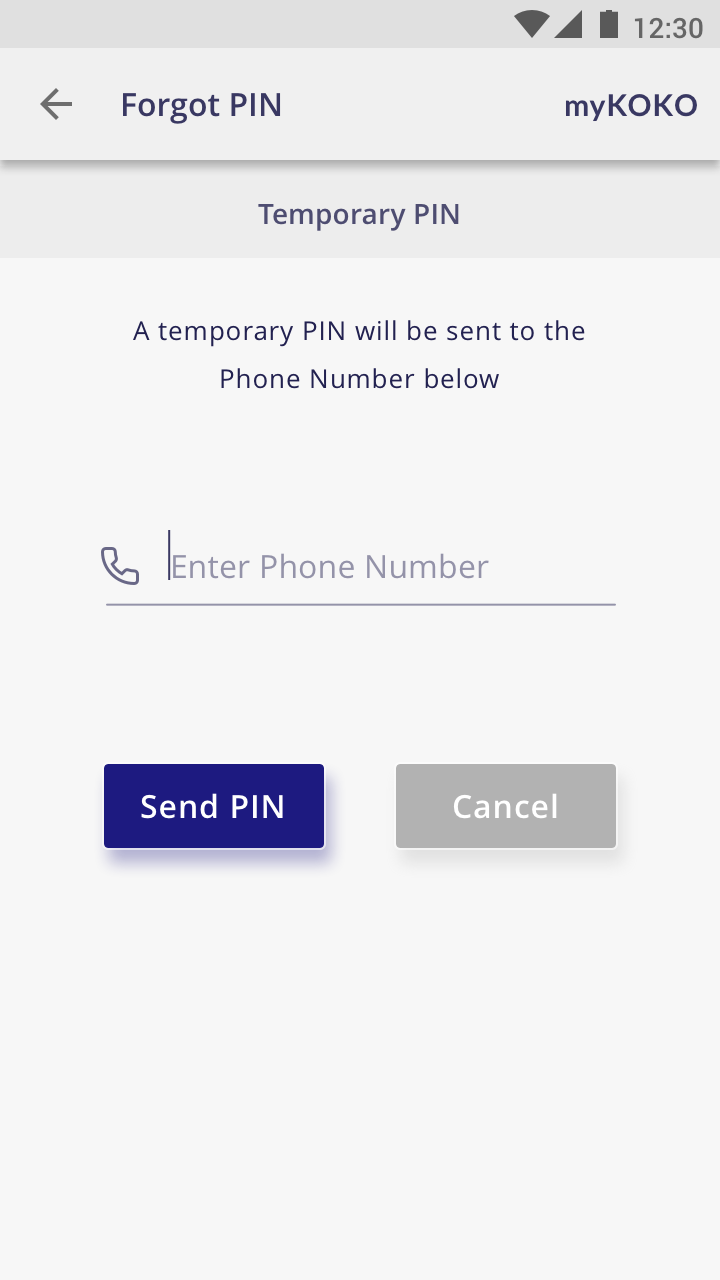 12:30
Forgot PIN
myKOKO
Temporary PIN
A temporary PIN will be sent to the
Phone Number below
Enter Phone Number
Send PIN
Cancel